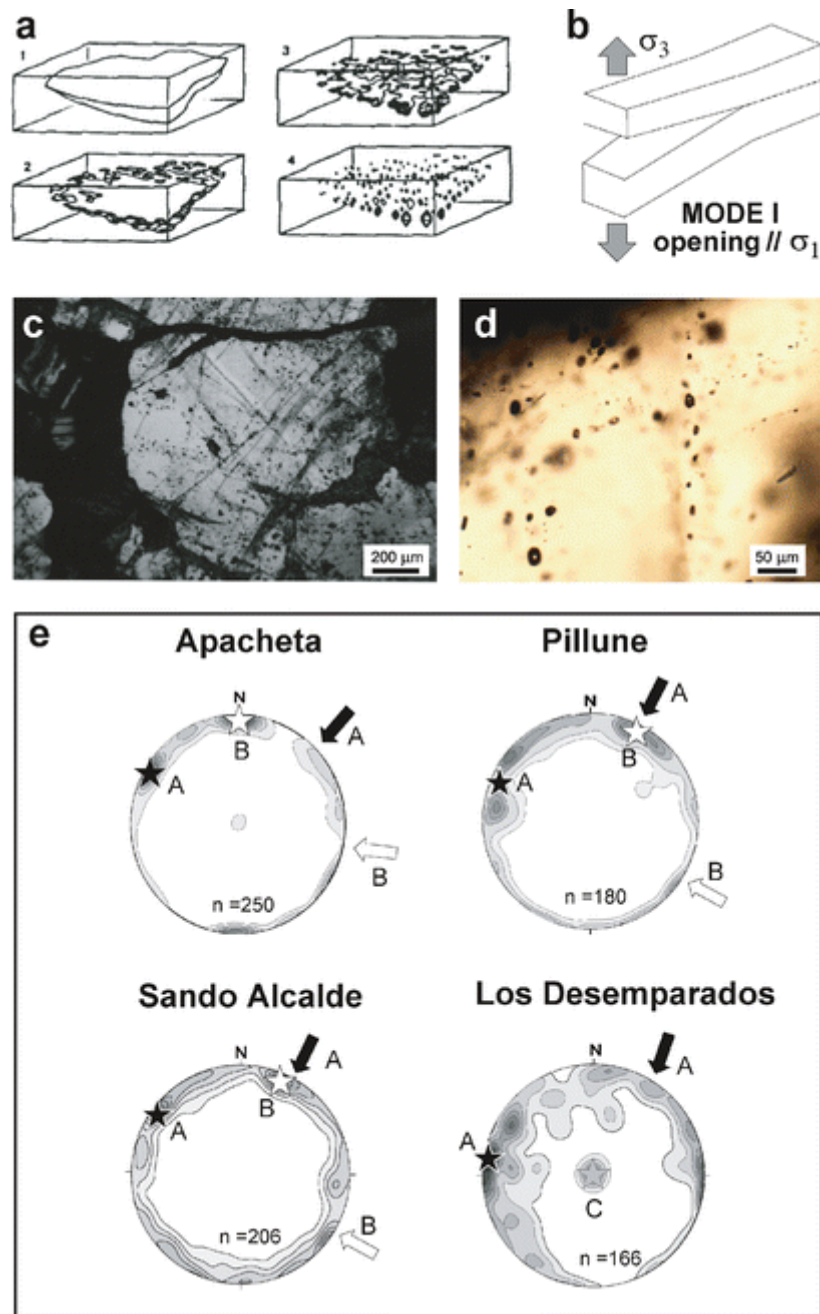 a
1
3
2
4
b
σ3
MODE I
opening // σ1
c
200 μm
d
50 μm
e
Apacheta
N
A
B
A
B
n =250
Pillune
N
A
B
A
B
n =180
Sando Alcalde
N
A
B
A
B
n =206
Los Desemparados
N
A
A
C
n =166